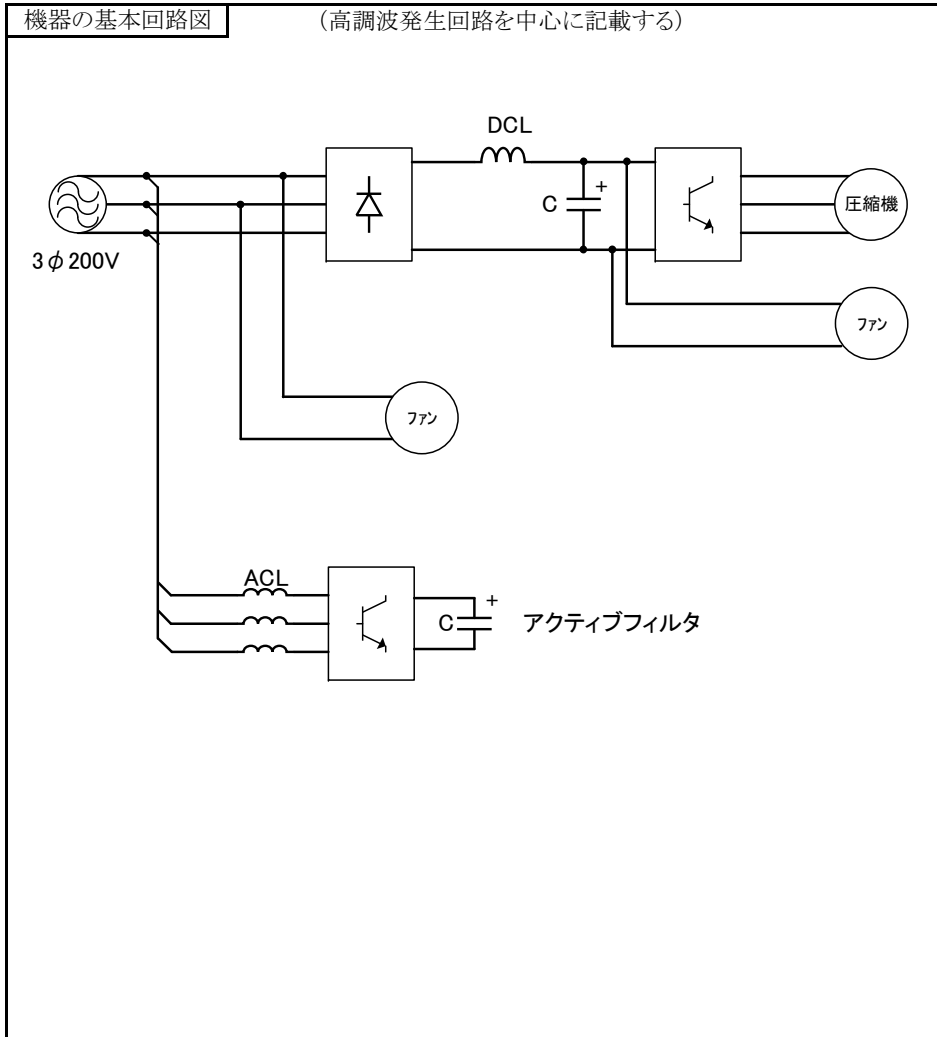 機器の基本回路図
(高調波発生回路を中心に記載する)
DCL
C
+
圧縮機
3φ200V
ファン
ファン
ACL
C
+
アクティブフィルタ